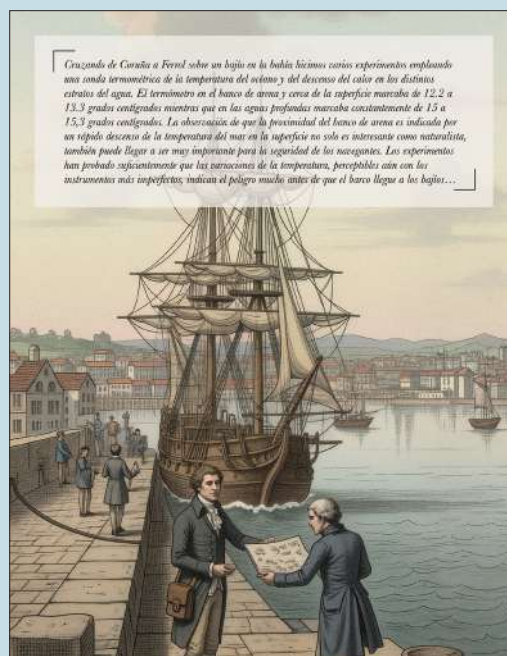 Cruzando de Coruña a Ferrol sobre un bajío en la bahía hicimos varios experimentos empleando
una sonda termométrica de la temperatura del océano y del descenso del calor en los distintos
estratos del agua. El termómetro en el banco de arena y cerca de la superficie marcaba de 12.2 a
13.3 grados centígrados mientras que en las aguas profundas marcaba constantemente de 15 a
15,3 grados centígrados. La observación de que la proximidad del banco de arena es indicada por
un rápido descenso de la temperatura del mar en la superficie no solo es interesante como naturalista,
también puede llegar a ser muy importante para la seguridad de los navegantes. Los experimentos
han probado suficientemente que las variaciones de la temperatura, perceptibles aún con los
instrumentos más imperfectos, indican el peligro mucho antes de que el barco llegue a los bajíos…